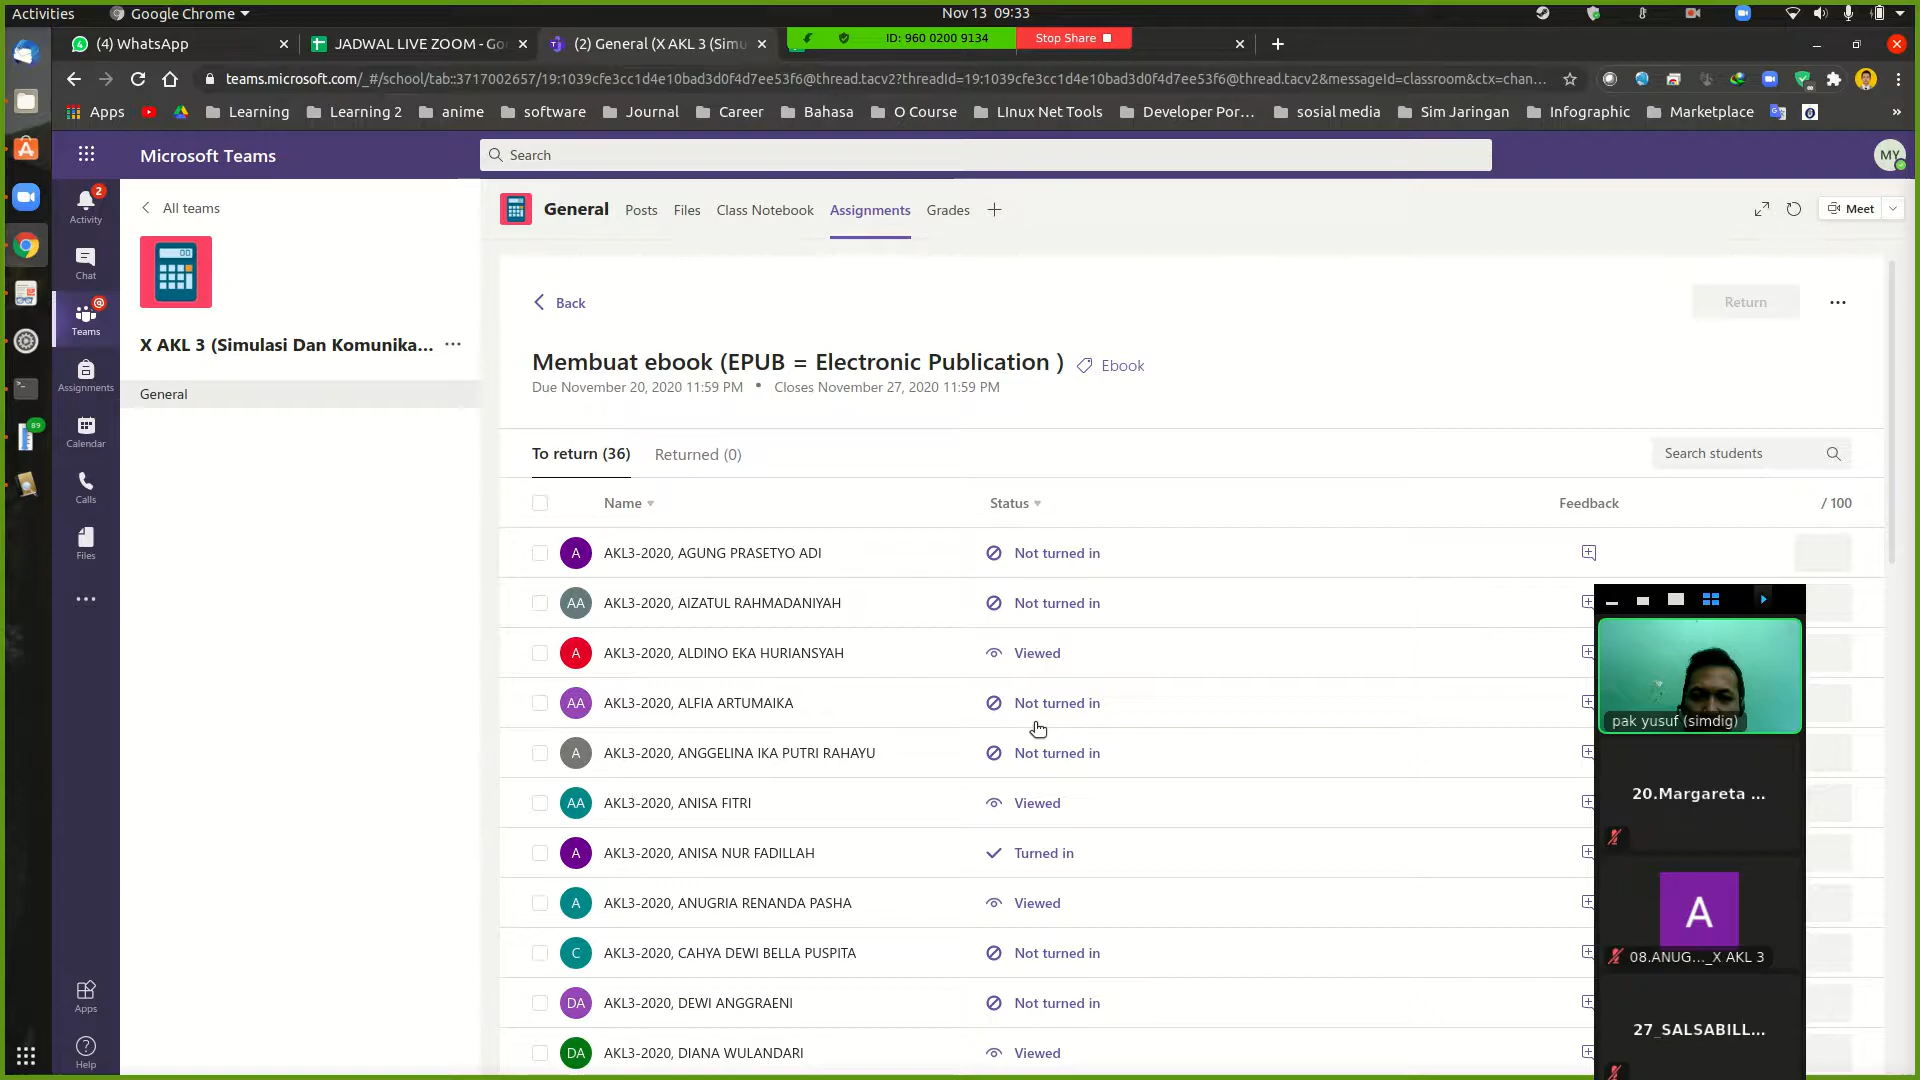 Activities
Google Chrome
Nov 13 09:33
(4) WhatsApp
JADWAL LIVE ZOOM - Go
(2) General (X AKL 3 (Simu
ID: 960 0200 9134
Stop Share
teams.microsoft.com/_#/school/tab::3717002657/19:1039cfe3cc1d4e10bad3d0f4d7ee53f6@thread.tacv2?threadId=19:1039cfe3cc1d4e10bad3d0f4d7ee53f6@thread.tacv2&messageId=classroom&ctx=chan...
Apps
Learning
Learning 2
anime
software
Journal
Career
Bahasa
O Course
LInux Net Tools
Developer Por...
sosial media
Sim Jaringan
Infographic
Marketplace
»
Microsoft Teams
Search
MY
2
Activity
Chat
Teams
Assignments
Calendar
Calls
Files
Apps
Help
89
All teams
X AKL 3 (Simulasi Dan Komunika...
General
General
Posts
Files
Class Notebook
Assignments
Grades
Meet
Back
Return
Membuat ebook (EPUB = Electronic Publication )
Ebook
Due November 20, 2020 11:59 PM • Closes November 27, 2020 11:59 PM
To return (36)
Returned (0)
Search students
Name
Status
Feedback
/ 100
A AKL3-2020, AGUNG PRASETYO ADI Not turned in
AA AKL3-2020, AIZATUL RAHMADANIYAH Not turned in
A AKL3-2020, ALDINO EKA HURIANSYAH Viewed
AA AKL3-2020, ALFIA ARTUMAIKA Not turned in
A AKL3-2020, ANGGELINA IKA PUTRI RAHAYU Not turned in
AA AKL3-2020, ANISA FITRI Viewed
A AKL3-2020, ANISA NUR FADILLAH Turned in
A AKL3-2020, ANUGRIA RENANDA PASHA Viewed
C AKL3-2020, CAHYA DEWI BELLA PUSPITA Not turned in
DA AKL3-2020, DEWI ANGGRAENI Not turned in
DA AKL3-2020, DIANA WULANDARI Viewed
pak yusuf (simdig)
20.Margareta ...
A
08.ANUG..._X AKL 3
27_SALSABILL...